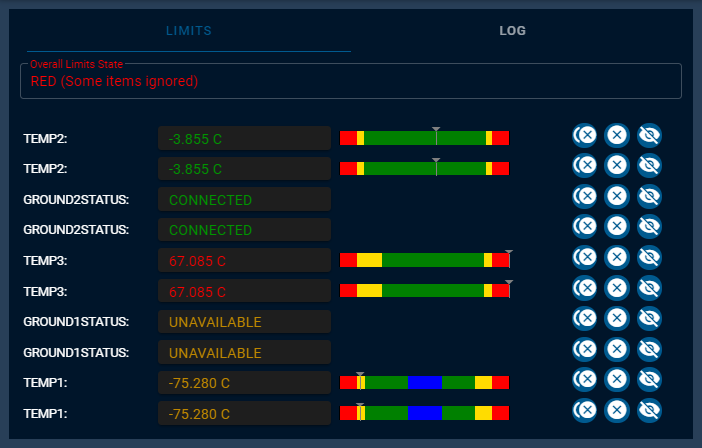 LIMITS LOG
Overall Limits State
RED (Some items ignored)
TEMP2: -3.855 C
TEMP2: -3.855 C
GROUND2STATUS: CONNECTED
GROUND2STATUS: CONNECTED
TEMP3: 67.085 C
TEMP3: 67.085 C
GROUND1STATUS: UNAVAILABLE
GROUND1STATUS: UNAVAILABLE
TEMP1: -75.280 C
TEMP1: -75.280 C